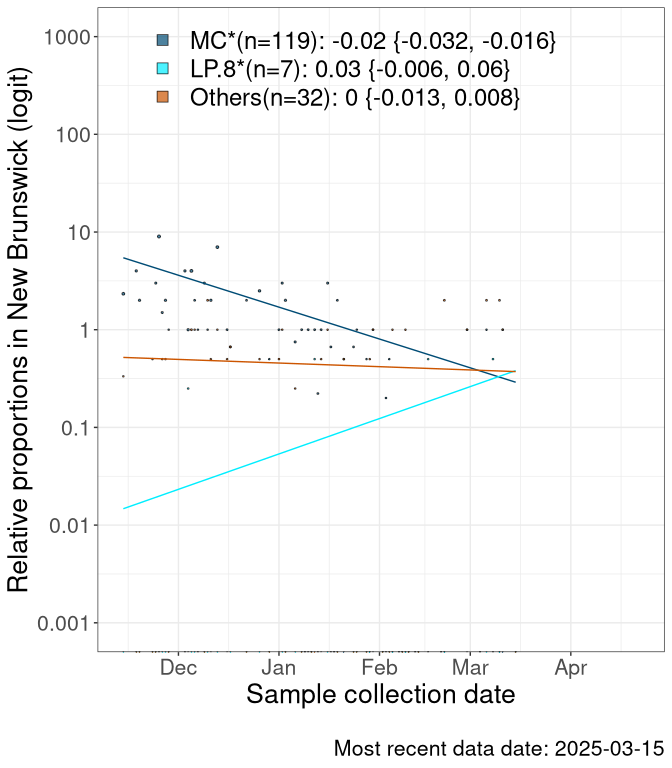 MC*(n=119): -0.02 {-0.032, -0.016}
LP.8*(n=7): 0.03 {-0.006, 0.06}
Others(n=32): 0 {-0.013, 0.008}
Relative proportions in New Brunswick (logit)
1000
100
10
1
0.1
0.01
0.001
Dec Jan Feb Mar Apr
Sample collection date
Most recent data date: 2025-03-15